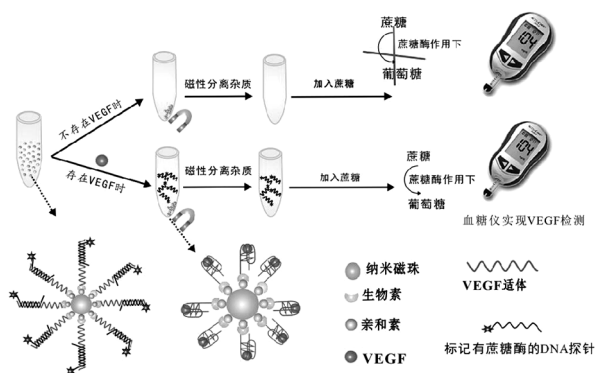 不存在VEGF时
磁性分离杂质
加入蔗糖
蔗糖
蔗糖酶作用下
葡萄糖
104
存在VEGF时
磁性分离杂质
加入蔗糖
蔗糖
蔗糖酶作用下
葡萄糖
104
血糖仪实现VEGF检测
纳米磁珠
生物素
亲和素
VEGF
VEGF适体
标记有蔗糖酶的DNA探针